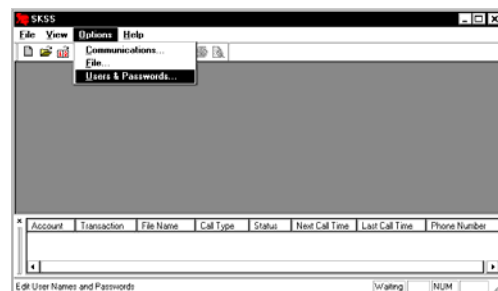 SKSS
File View Options Help
Communications...
File...
Users & Passwords...
Account Transaction File Name Call Type Status Next Call Time Last Call Time Phone Number
Edit User Names and Passwords Waiting NUM